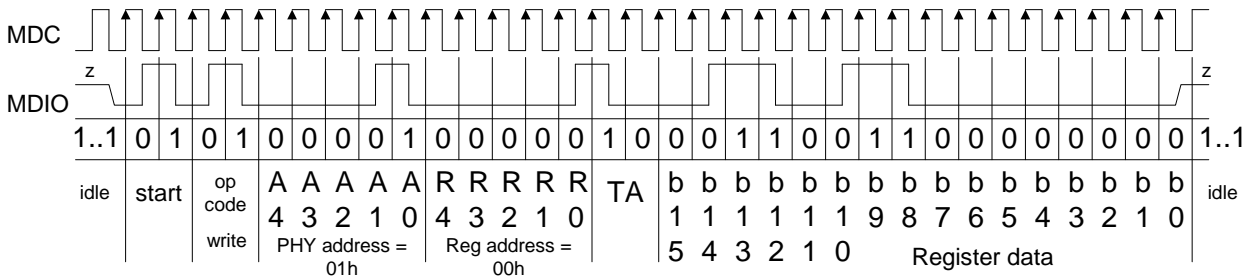 MDC
z z
MDIO
1..1 0 1 0 1 0 0 0 0 1 0 0 0 0 0 1 0 0 0 1 1 0 0 1 1 0 0 0 0 0 0 0 0 1..1
idle start op code write A A A A A R R R R R TA b b b b b b b b b b b b b b b b idle
4 3 2 1 0 4 3 2 1 0 1 1 1 1 1 1 9 8 7 6 5 4 3 2 1 0
5 4 3 2 1 0
PHY address =
01h
Reg address =
00h
Register data